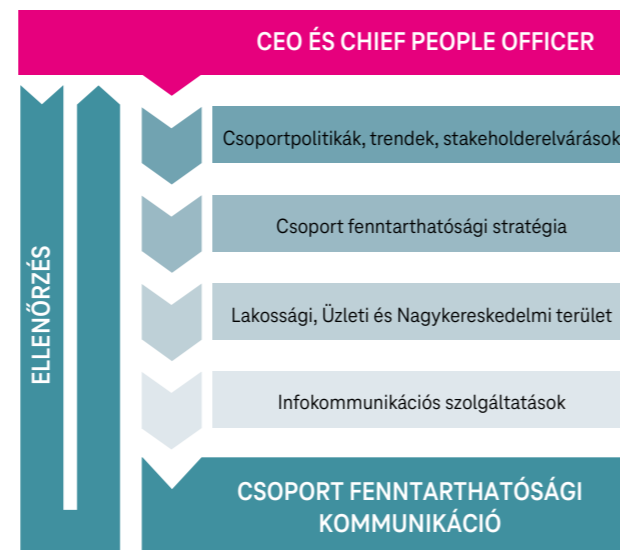 CEO ÉS CHIEF PEOPLE OFFICER
ELLENŐRZÉS
Csoportpolitikák, trendek, stakeholderelvárások
Csoport fenntarthatósági stratégia
Lakossági, Üzleti és Nagykereskedelmi terület
Infokommunikációs szolgáltatások
CSOPORT FENNTARTHATÓSÁGI
KOMMUNIKÁCIÓ